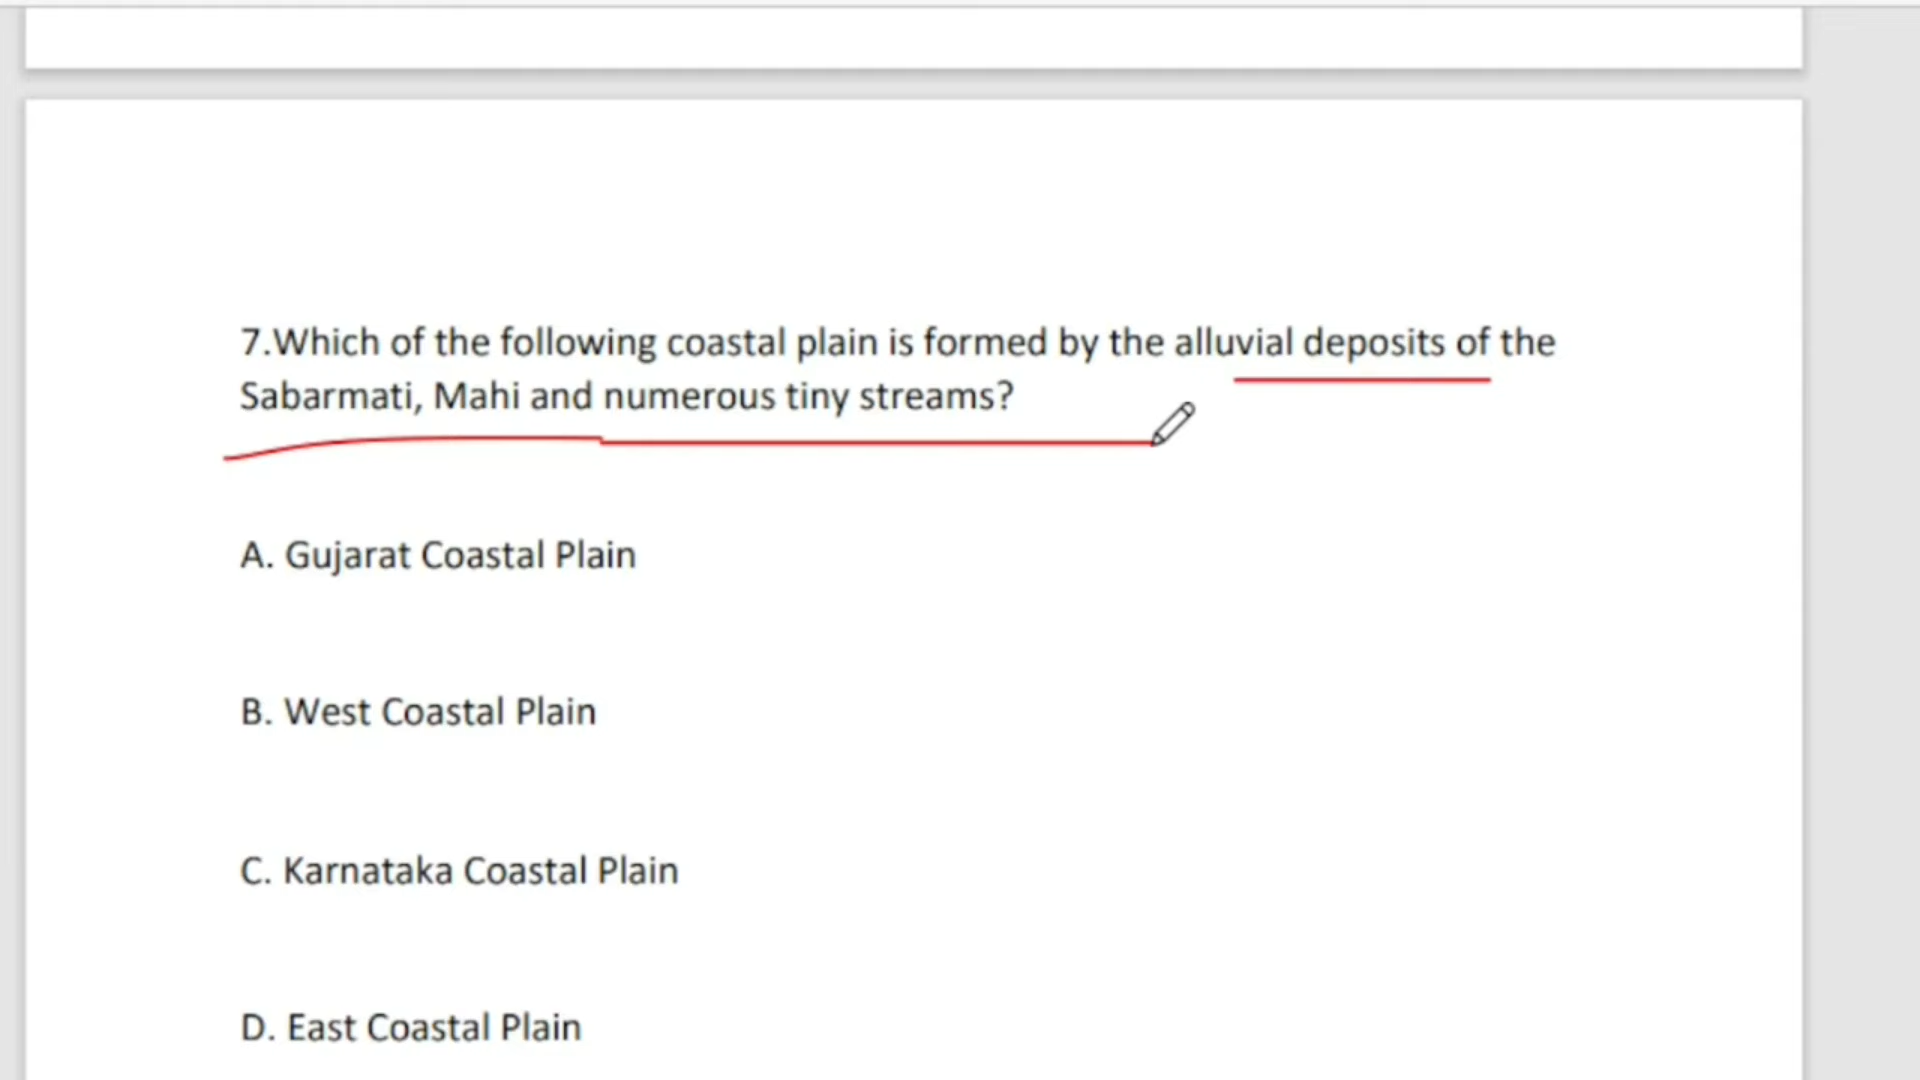 7.Which of the following coastal plain is formed by the alluvial deposits of the
Sabarmati, Mahi and numerous tiny streams?
A. Gujarat Coastal Plain
B. West Coastal Plain
C. Karnataka Coastal Plain
D. East Coastal Plain